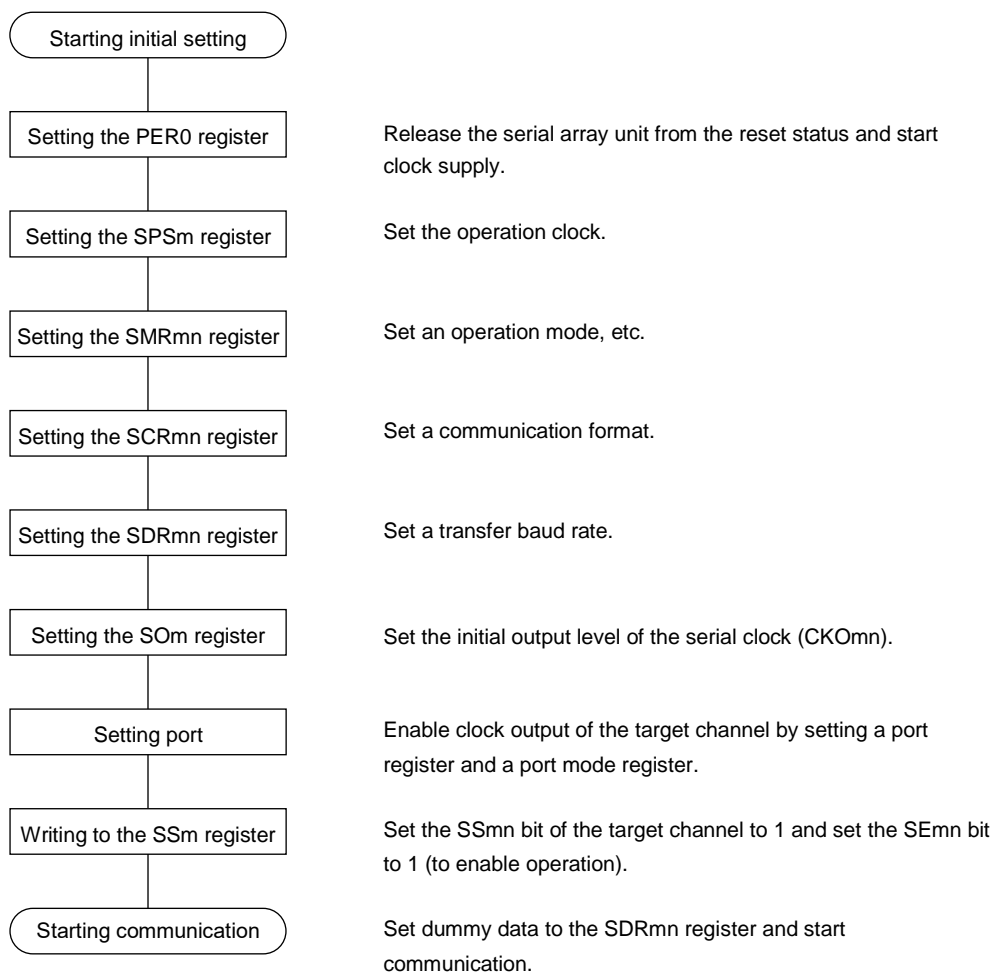 Starting initial setting
Setting the PER0 register
Release the serial array unit from the reset status and start
clock supply.
Setting the SPSm register
Set the operation clock.
Setting the SMRmn register
Set an operation mode, etc.
Setting the SCRmn register
Set a communication format.
Setting the SDRmn register
Set a transfer baud rate.
Setting the SOm register
Set the initial output level of the serial clock (CKOmn).
Setting port
Enable clock output of the target channel by setting a port
register and a port mode register.
Writing to the SSm register
Set the SSmn bit of the target channel to 1 and set the SEmn bit
to 1 (to enable operation).
Starting communication
Set dummy data to the SDRmn register and start
communication.